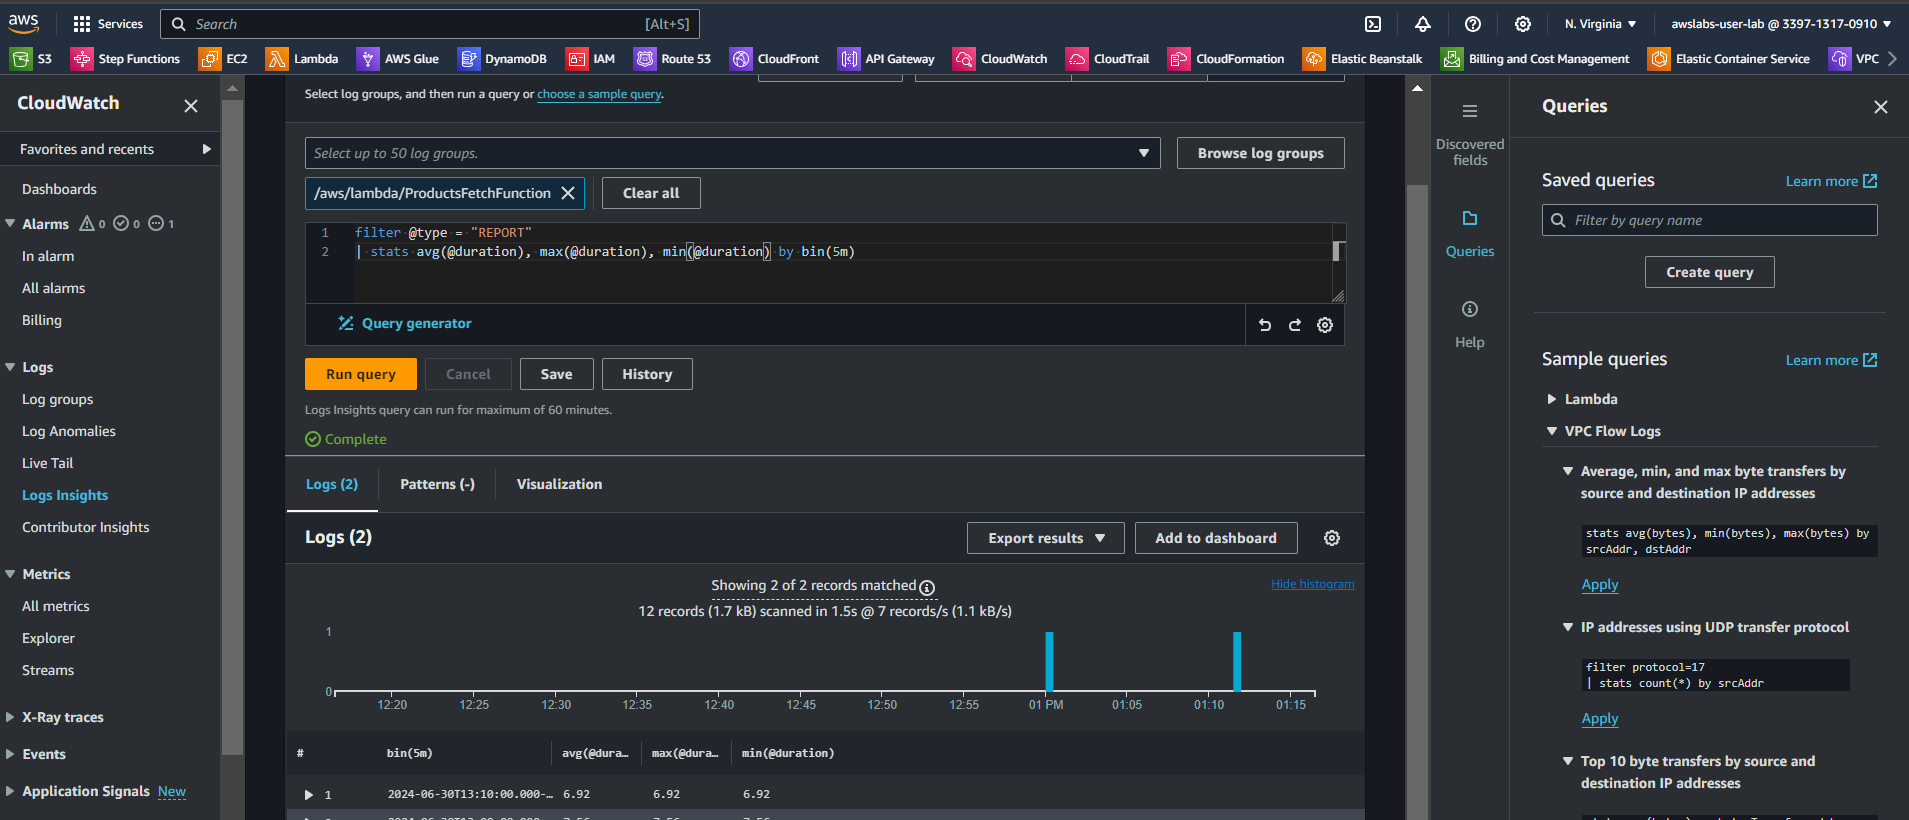 aws
Services
Search
[Alt+S]
N. Virginia
awslabs-user-lab @ 3397-1317-0910
S3
Step Functions
EC2
Lambda
AWS Glue
DynamoDB
IAM
Route 53
CloudFront
API Gateway
CloudWatch
CloudTrail
CloudFormation
Elastic Beanstalk
Billing and Cost Management
Elastic Container Service
VPC
CloudWatch
Favorites and recents
Dashboards
Alarms 0 0 1
In alarm
All alarms
Billing
Logs
Log groups
Log Anomalies
Live Tail
Logs Insights
Contributor Insights
Metrics
All metrics
Explorer
Streams
X-Ray traces
Events
Application Signals New
Select log groups, and then run a query or choose a sample query.
Select up to 50 log groups.
Browse log groups
/aws/lambda/ProductsFetchFunction
Clear all
1 filter @type = "REPORT"
2 | stats avg(@duration), max(@duration), min(@duration) by bin(5m)
Query generator
Run query
Cancel
Save
History
Logs Insights query can run for maximum of 60 minutes.
Complete
Logs (2)
Patterns (-)
Visualization
Logs (2)
Export results
Add to dashboard
Showing 2 of 2 records matched
Hide histogram
12 records (1.7 kB) scanned in 1.5s @ 7 records/s (1.1 kB/s)
1
0
12:20 12:25 12:30 12:35 12:40 12:45 12:50 12:55 01 PM 01:05 01:10 01:15
# bin(5m) avg(@dura... max(@dura... min(@duration)
1 2024-06-30T13:10:00.000-... 6.92 6.92 6.92
Discovered
fields
Queries
Help
Queries
Saved queries
Learn more
Filter by query name
Create query
Sample queries
Learn more
Lambda
VPC Flow Logs
Average, min, and max byte transfers by
source and destination IP addresses
stats avg(bytes), min(bytes), max(bytes) by
srcAddr, dstAddr
Apply
IP addresses using UDP transfer protocol
filter protocol=17
| stats count(*) by srcAddr
Apply
Top 10 byte transfers by source and
destination IP addresses